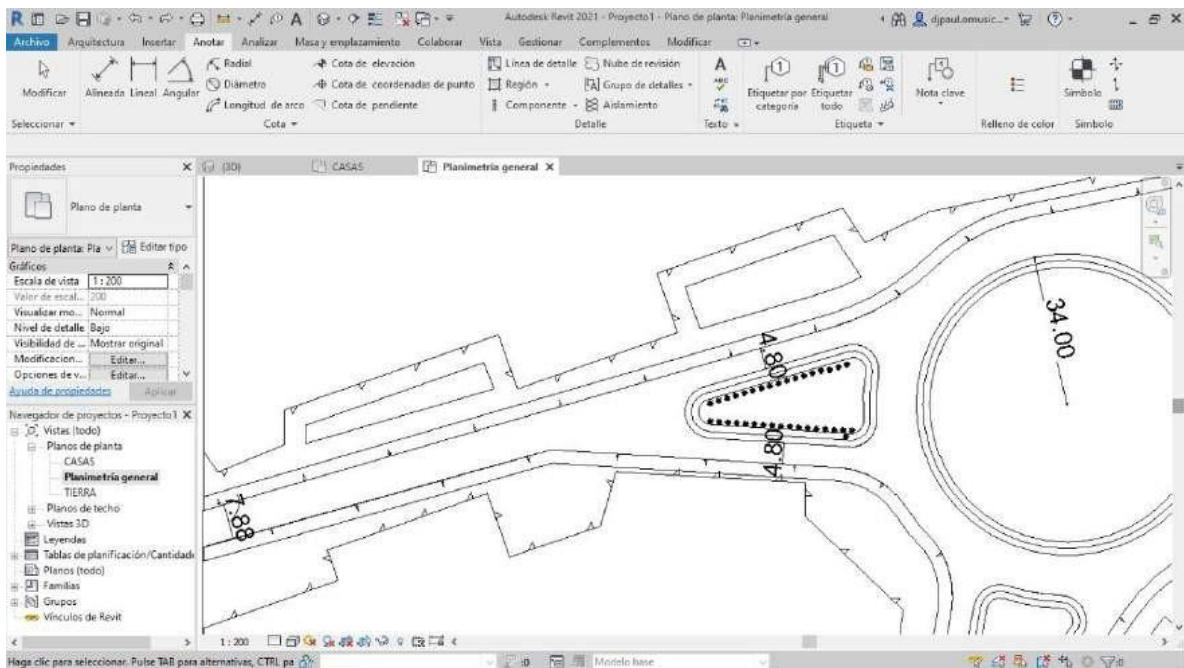 Autodesk Revit 2021 - Proyecto1 - Plano de planta: Planimetría general
djpaulomusic...
Archivo Arquitectura Insertar Anotar Analizar Masa y emplazamiento Colaborar Vista Gestionar Complementos Modificar
Modificar
Alineada Lineal Angular
Radial
Diámetro
Longitud de arco
Cota de elevación
Cota de coordenadas de punto
Cota de pendiente
Línea de detalle
Región
Componente
Nube de revisión
Grupo de detalles
Aislamiento
A
ABC
Etiquetar por categoría
Etiquetar todo
Nota clave
Símbolo
Seleccionar Cota Detalle Texto Etiqueta Relleno de color Símbolo
Propiedades
(3D) CASAS Planimetría general
Plano de planta
Plano de planta: Pla Editar tipo
Gráficos
Escala de vista 1 : 200
Valor de escal... 200
Visualizar mo... Normal
Nivel de detalle Bajo
Visibilidad de ... Mostrar original
Modificacion... Editar...
Opciones de v... Editar...
Ayuda de propiedades Aplicar
Navegador de proyectos - Proyecto1
Vistas (todo)
Planos de planta
CASAS
Planimetría general
TIERRA
Planos de techo
Vistas 3D
Leyendas
Tablas de planificación/Cantidade
Planos (todo)
Familias
Grupos
Vínculos de Revit
34.00
4.80
4.80
7.88
1 : 200
Haga clic para seleccionar. Pulse TAB para alternativas, CTRL pa
:0
Modelo base
:0